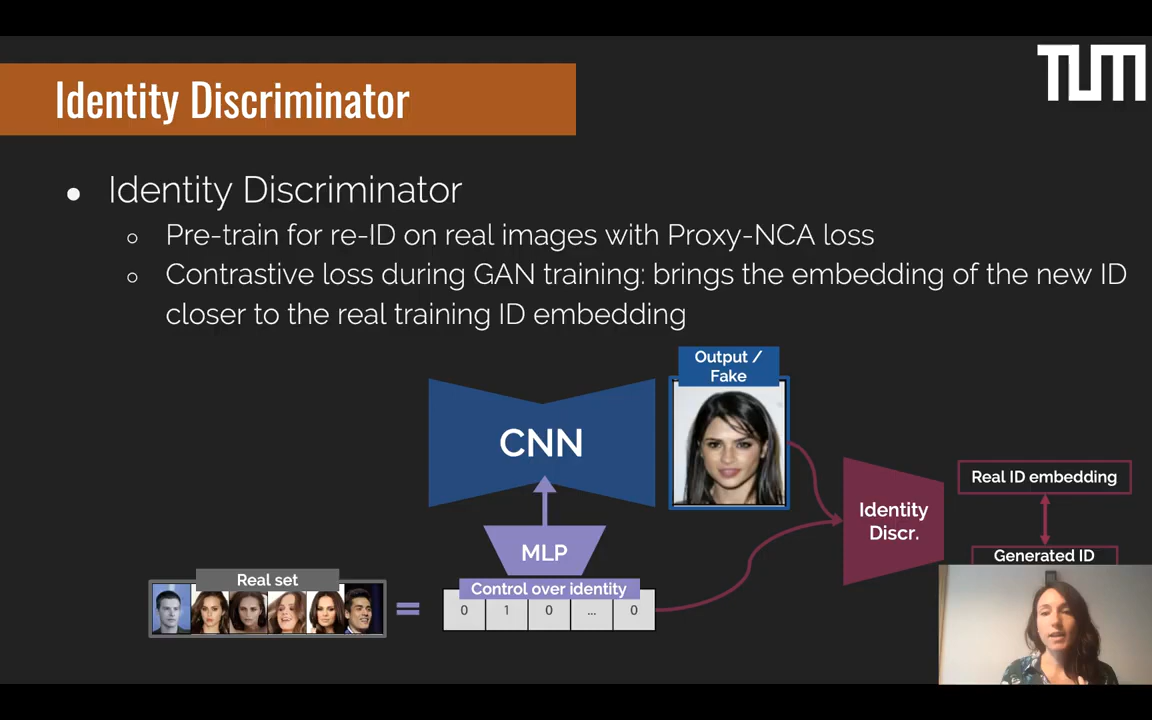 TUM
Identity Discriminator
● Identity Discriminator
○ Pre-train for re-ID on real images with Proxy-NCA loss
○ Contrastive loss during GAN training: brings the embedding of the new ID
closer to the real training ID embedding
Output /
Fake
CNN
Real ID embedding
Identity
Discr.
MLP
Generated ID
Real set
Control over identity
=
0 1 0 ... 0